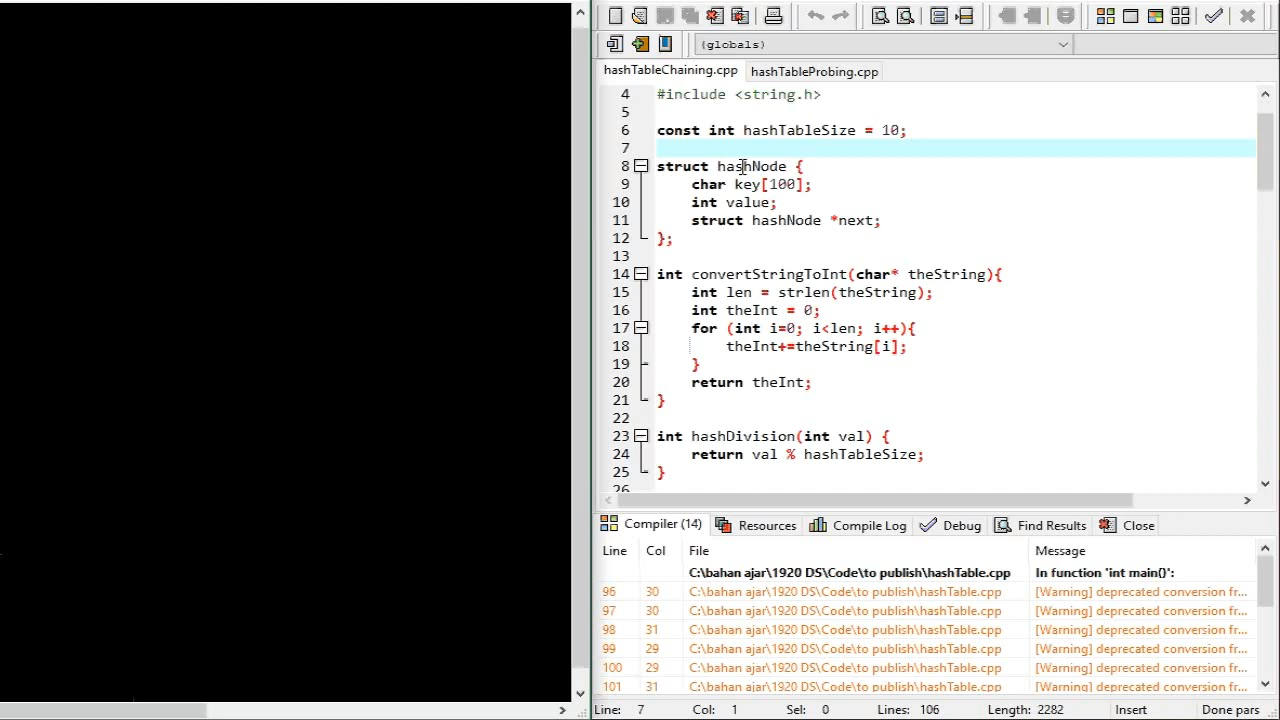 (globals)
hashTableChaining.cpp hashTableProbing.cpp
4 #include <string.h>
5
6 const int hashTableSize = 10;
7
8 struct hashNode {
9 char key[100];
10 int value;
11 struct hashNode *next;
12 };
13
14 int convertStringToInt(char* theString){
15 int len = strlen(theString);
16 int theInt = 0;
17 for (int i=0; i<len; i++){
18 theInt+=theString[i];
19 }
20 return theInt;
21 }
22
23 int hashDivision(int val) {
24 return val % hashTableSize;
25 }
26
Compiler (14) Resources Compile Log Debug Find Results Close
Line Col File Message
C:\bahan ajar\1920 DS\Code\to publish\hashTable.cpp In function 'int main()':
96 30 C:\bahan ajar\1920 DS\Code\to publish\hashTable.cpp [Warning] deprecated conversion fr...
97 30 C:\bahan ajar\1920 DS\Code\to publish\hashTable.cpp [Warning] deprecated conversion fr...
98 31 C:\bahan ajar\1920 DS\Code\to publish\hashTable.cpp [Warning] deprecated conversion fr...
99 29 C:\bahan ajar\1920 DS\Code\to publish\hashTable.cpp [Warning] deprecated conversion fr...
100 29 C:\bahan ajar\1920 DS\Code\to publish\hashTable.cpp [Warning] deprecated conversion fr...
101 31 C:\bahan ajar\1920 DS\Code\to publish\hashTable.cpp [Warning] deprecated conversion fr...
Line: 7 Col: 1 Sel: 0 Lines: 106 Length: 2282 Insert Done pars